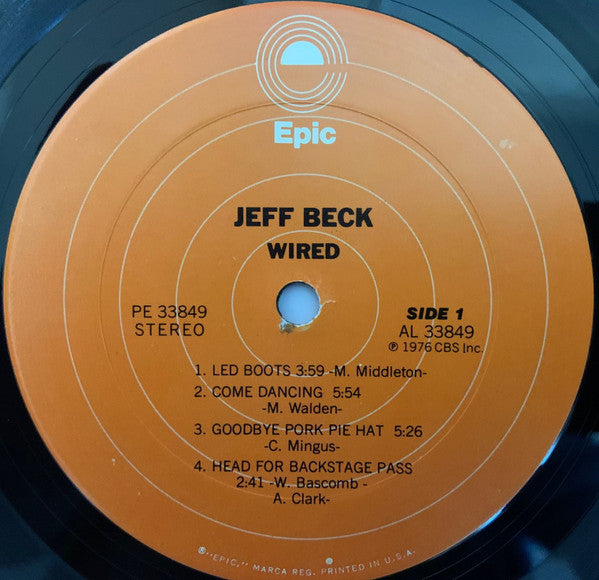 Epic
JEFF BECK
WIRED
PE 33849
STEREO
SIDE 1
AL 33849
Ⓟ 1976 CBS Inc.
1. LED BOOTS 3:59 -M. Middleton-
2. COME DANCING 5:54
-M. Walden-
3. GOODBYE PORK PIE HAT 5:26
-C. Mingus-
4. HEAD FOR BACKSTAGE PASS
2:41 -W. Bascomb -
A. Clark-
®"EPIC," MARCA REG. PRINTED IN U.S.A.